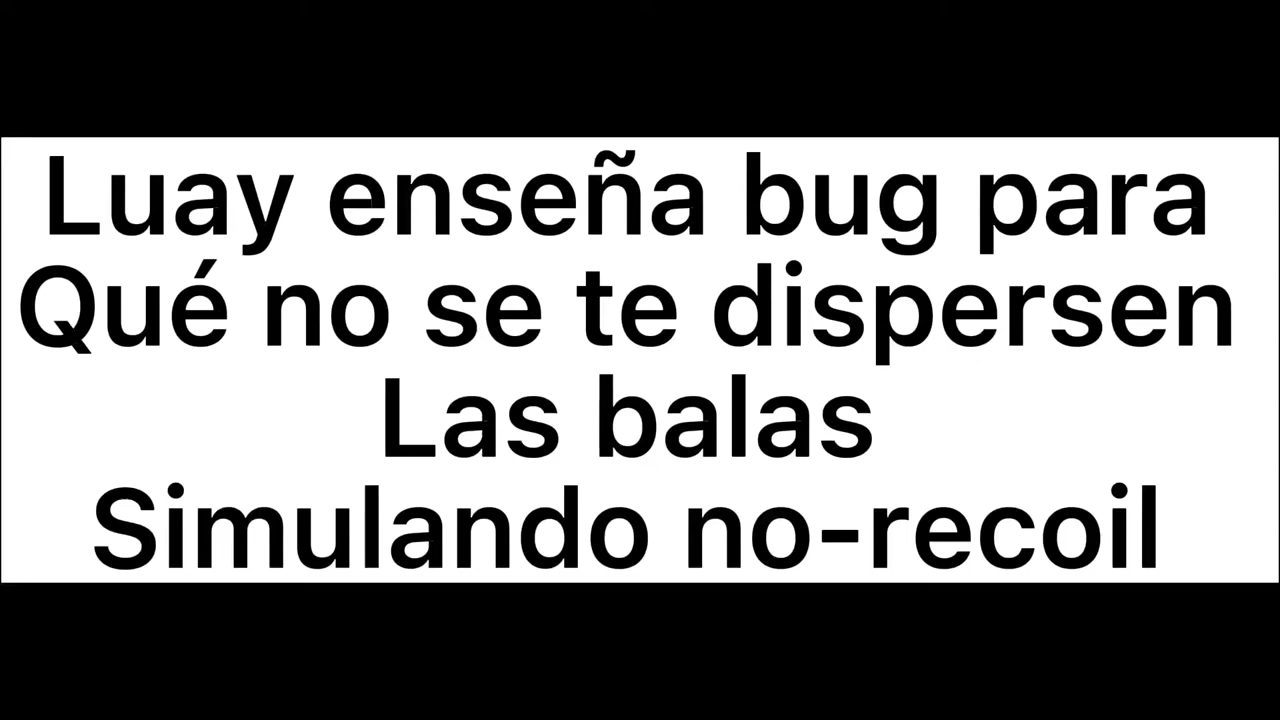 Luay enseña bug para
Qué no se te dispersen
Las balas
Simulando no-recoil